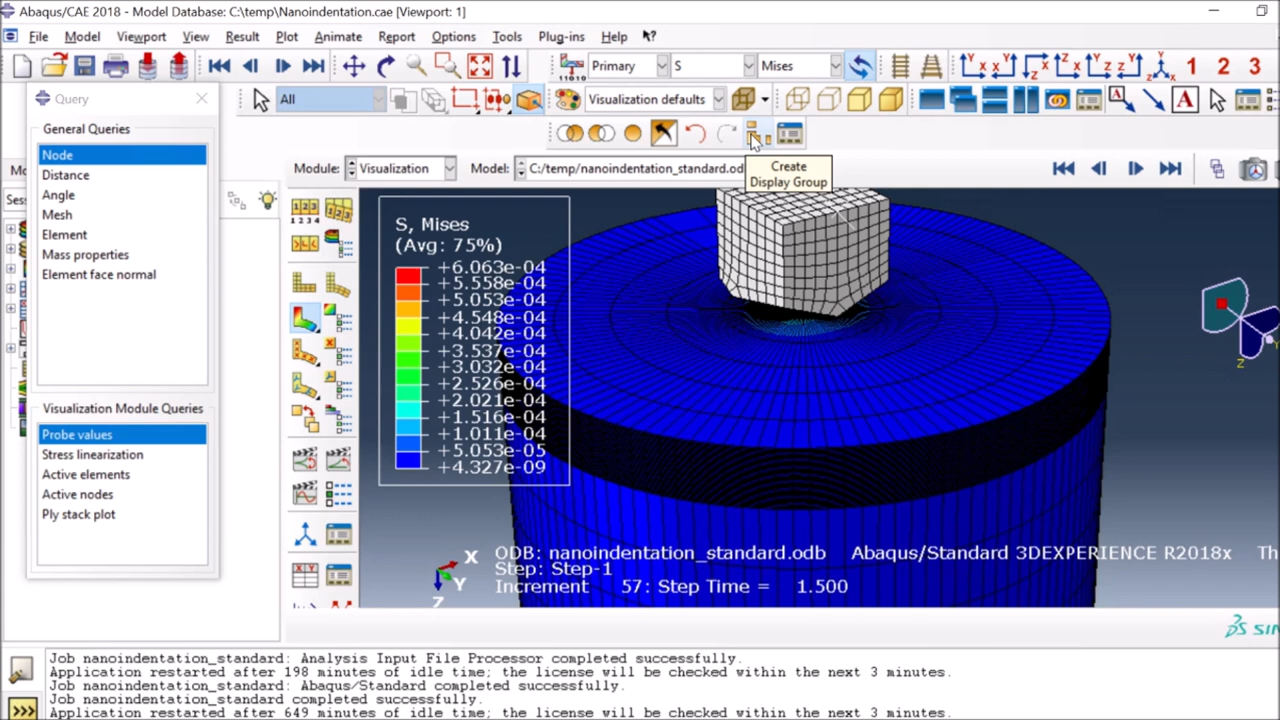 Abaqus/CAE 2018 - Model Database: C:\temp\Nanoindentation.cae [Viewport: 1]
File Model Viewport View Result Plot Animate Report Options Tools Plug-ins Help
Primary S Mises 1 2 3
Query
All Visualization defaults
General Queries
Node
Distance
Angle
Mesh
Element
Mass properties
Element face normal
Visualization Module Queries
Probe values
Stress linearization
Active elements
Active nodes
Ply stack plot
Module: Visualization Model: C:/temp/nanoindentation_standard.od
Create
Display Group
S, Mises
(Avg: 75%)
+6.063e-04
+5.558e-04
+5.053e-04
+4.548e-04
+4.042e-04
+3.537e-04
+3.032e-04
+2.526e-04
+2.021e-04
+1.516e-04
+1.011e-04
+5.053e-05
+4.327e-09
X
Y
Z
Z
ODB: nanoindentation_standard.odb Abaqus/Standard 3DEXPERIENCE R2018x Th
Step: Step-1
Increment 57: Step Time = 1.500
Job nanoindentation_standard: Analysis Input File Processor completed successfully.
Application restarted after 198 minutes of idle time; the license will be checked within the next 3 minutes.
Job nanoindentation_standard: Abaqus/Standard completed successfully.
Job nanoindentation_standard completed successfully.
Application restarted after 649 minutes of idle time; the license will be checked within the next 3 minutes.